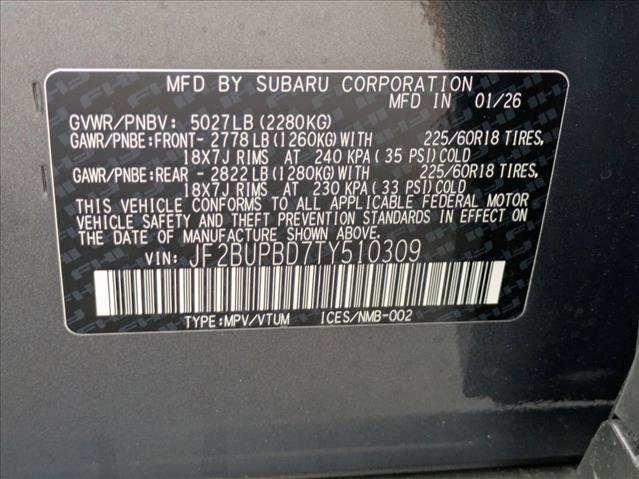 MFD BY SUBARU CORPORATION
MFD IN 01/26
GVWR/PNBV: 5027LB (2280KG)
GAWR/PNBE:FRONT- 2778 LB (1260KG) WITH 225/60R18 TIRES,
18X7J RIMS AT 240 KPA ( 35 PSI) COLD
GAWR/PNBE:REAR - 2822 LB (1280KG) WITH 225/60R18 TIRES,
18X7J RIMS AT 230 KPA ( 33 PSI) COLD
THIS VEHICLE CONFORMS TO ALL APPLICABLE FEDERAL MOTOR
VEHICLE SAFETY AND THEFT PREVENTION STANDARDS IN EFFECT ON
THE DATE OF MANUFACTURE SHOWN ABOVE.
VIN: JF2BUPBD7TY510309
TYPE:MPV/VTUM ICES/NMB-002